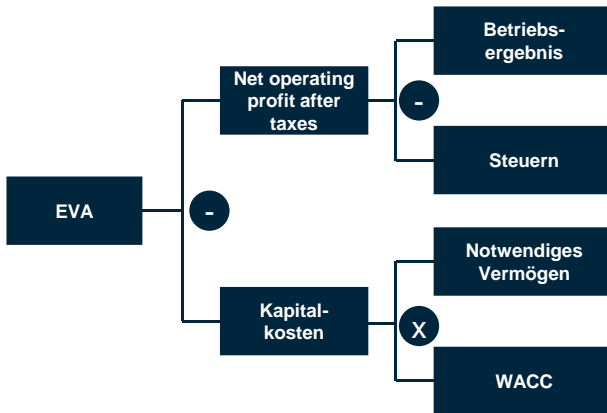 Betriebs-
ergebnis
Net operating
profit after
taxes
-
Steuern
EVA
-
Notwendiges
Vermögen
Kapital-
kosten
X
WACC